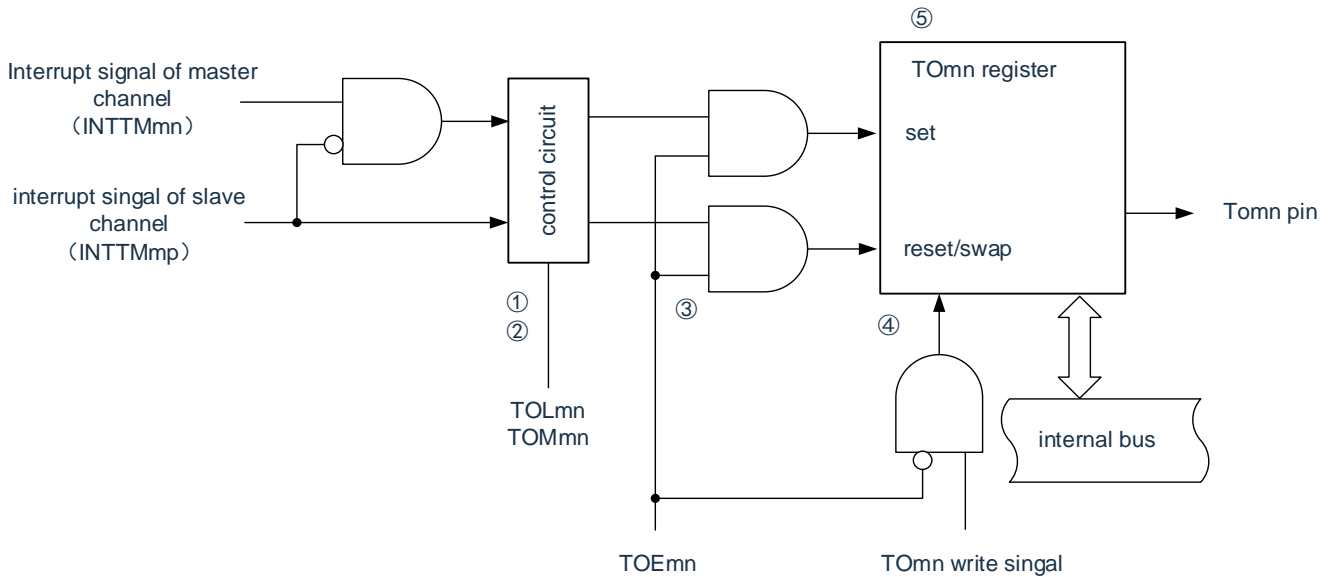 ⑤
Interrupt signal of master
channel
（INTTMmn）
interrupt singal of slave
channel
（INTTMmp）
control circuit
TOmn register
set
reset/swap
Tomn pin
①
②
③
④
TOLmn
TOMmn
internal bus
TOEmn
TOmn write singal